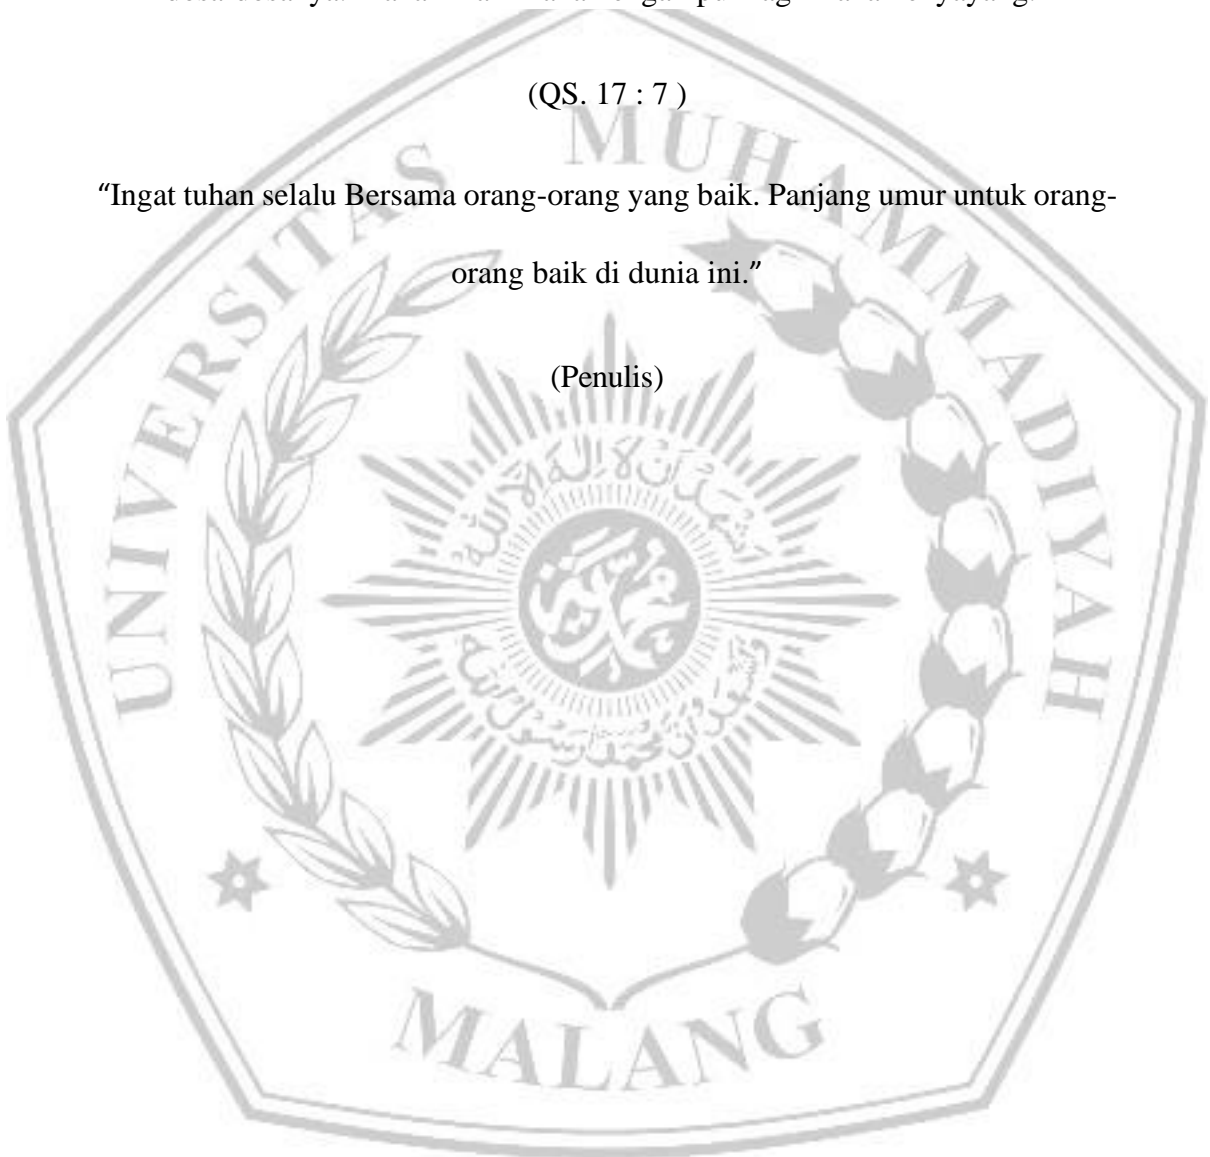 (QS. 17 : 7 )
“Ingat tuhan selalu Bersama orang-orang yang baik. Panjang umur untuk orang-
orang baik di dunia ini.”
(Penulis)
UNIVERSITAS MUHAMMADIYAH
MALANG